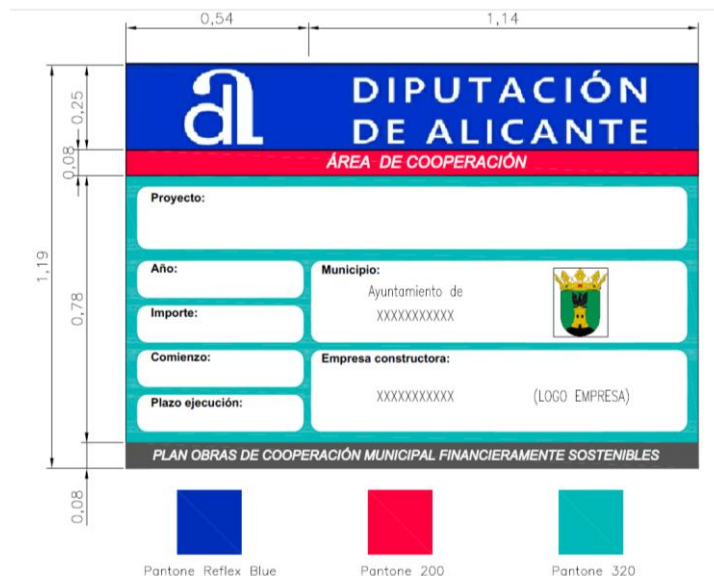 0,54
1,14
0,25
0,08
1,19
0,78
0,08
DIPUTACIÓN
DE ALICANTE
ÁREA DE COOPERACIÓN
Proyecto:
Año:
Importe:
Comienzo:
Plazo ejecución:
Municipio:
Ayuntamiento de
XXXXXXXXXXX
Empresa constructora:
XXXXXXXXXXX
(LOGO EMPRESA)
PLAN OBRAS DE COOPERACIÓN MUNICIPAL FINANCIERAMENTE SOSTENIBLES
Pantone Reflex Blue
Pantone 200
Pantone 320